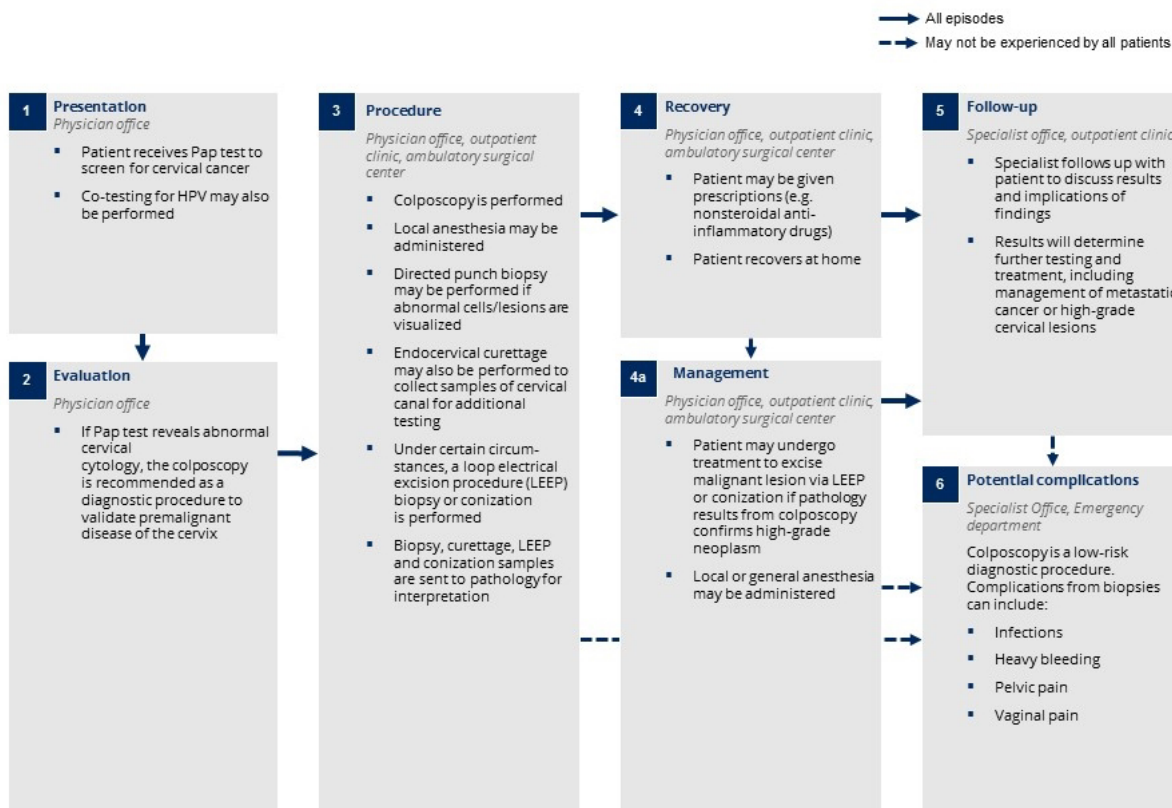 All episodes
May not be experienced by all patients
1
Presentation
Physician office
▪ Patient receives Pap test to
screen for cervical cancer
▪ Co-testing for HPV may also
be performed
2
Evaluation
Physician office
▪ If Pap test reveals abnormal
cervical
cytology, the colposcopy
is recommended as a
diagnostic procedure to
validate premalignant
disease of the cervix
3
Procedure
Physician office, outpatient
clinic, ambulatory surgical
center
▪ Colposcopy is performed
▪ Local anesthesia may be
administered
▪ Directed punch biopsy
may be performed if
abnormal cells/lesions are
visualized
▪ Endocervical curettage
may also be performed to
collect samples of cervical
canal for additional
testing
▪ Under certain circum-
stances, a loop electrical
excision procedure (LEEP)
biopsy or conization
is performed
▪ Biopsy, curettage, LEEP
and conization samples
are sent to pathology for
interpretation
4
Recovery
Physician office, outpatient clinic,
ambulatory surgical center
▪ Patient may be given
prescriptions (e.g.
nonsteroidal anti-
inflammatory drugs)
▪ Patient recovers at home
4a
Management
Physician office, outpatient clinic,
ambulatory surgical center
▪ Patient may undergo
treatment to excise
malignant lesion via LEEP
or conization if pathology
results from colposcopy
confirms high-grade
neoplasm
▪ Local or general anesthesia
may be administered
5
Follow-up
Specialist office, outpatient clinic
▪ Specialist follows up with
patient to discuss results
and implications of
findings
▪ Results will determine
further testing and
treatment, including
management of metastatic
cancer or high-grade
cervical lesions
6
Potential complications
Specialist Office, Emergency
department
Colposcopy is a low-risk
diagnostic procedure.
Complications from biopsies
can include:
▪ Infections
▪ Heavy bleeding
▪ Pelvic pain
▪ Vaginal pain